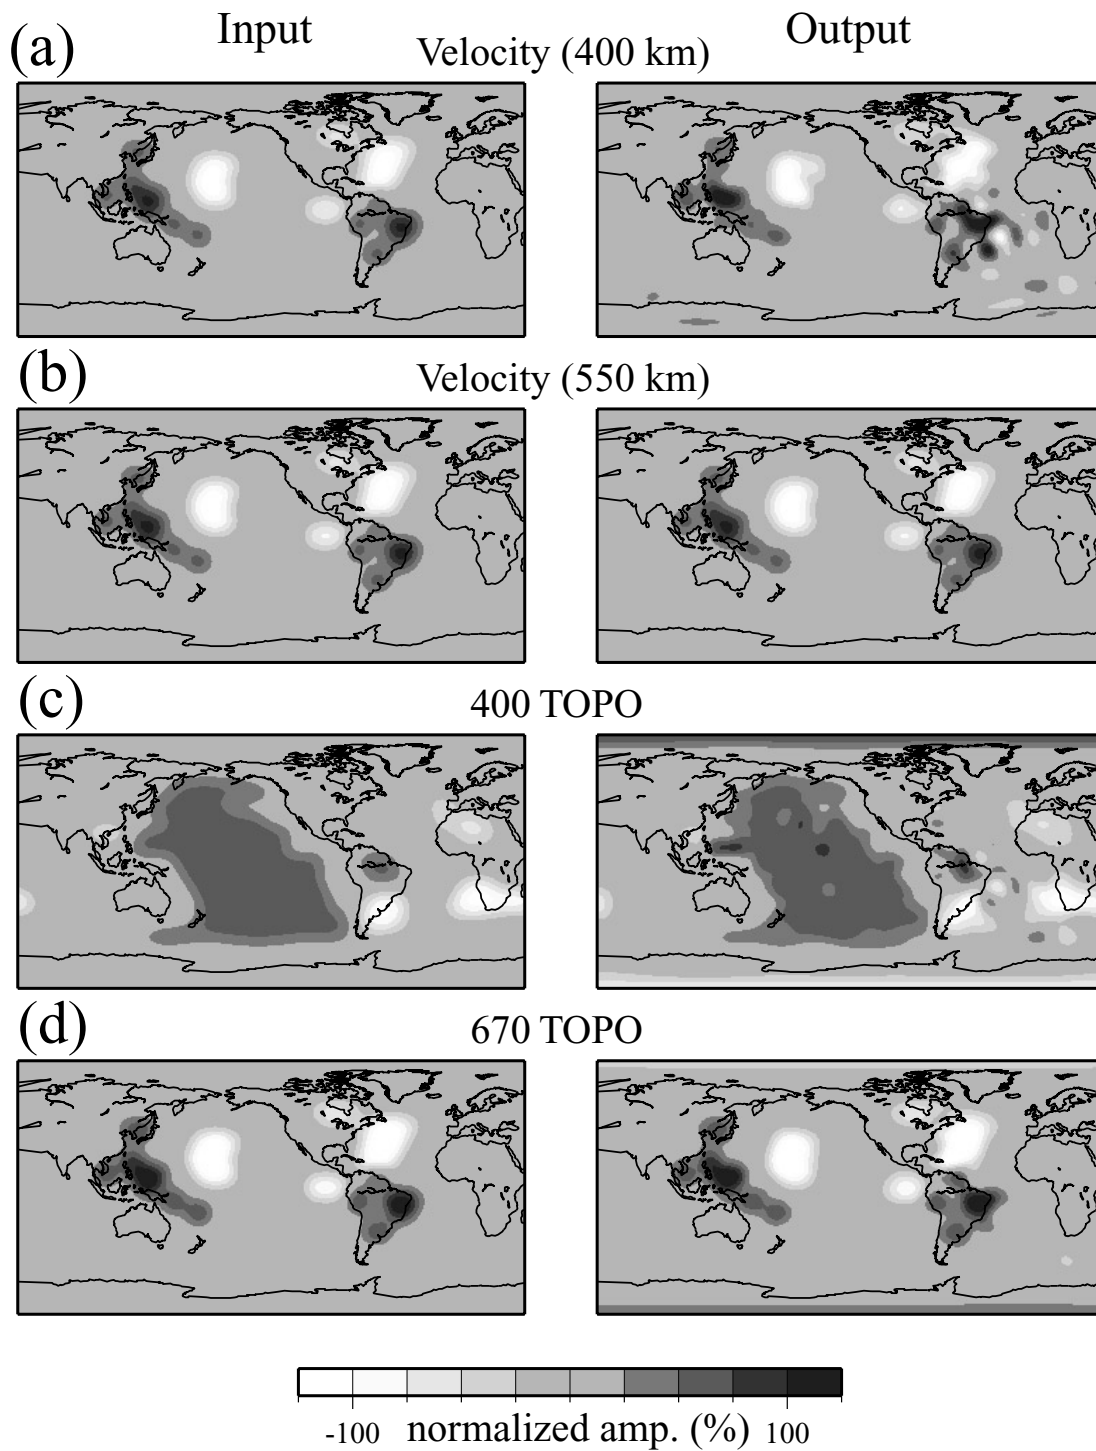 Input
Output
(a)
Velocity (400 km)
(b)
Velocity (550 km)
(c)
400 TOPO
(d)
670 TOPO
-100 normalized amp. (%) 100